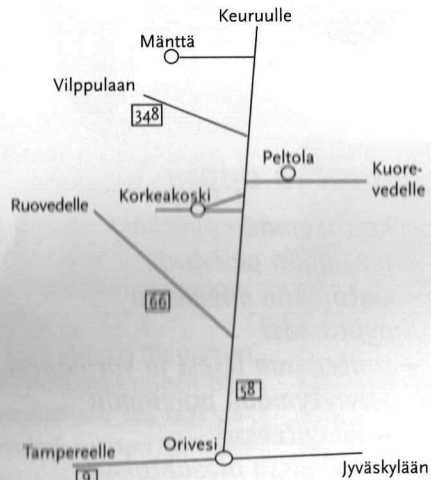 Keuruulle
Mänttä
Vilppulaan
348
Peltola
Kuore-
vedelle
Korkeakoski
Ruovedelle
66
58
Orivesi
Tampereelle
9
Jyväskylään